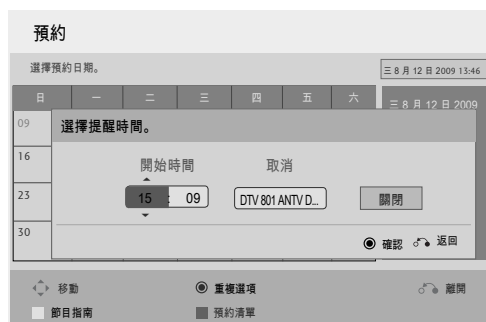 預約
選擇預約日期。
三 8 月 12 日 2009 13:46
日 一 二 三 四 五 六
三 8 月 12 日 2009
09
選擇提醒時間。
16
開始時間 取消
23
15 : 09 DTV 801 ANTV D... 關閉
30
確認 返回
移動 重複選項 離開
節目指南 預約清單